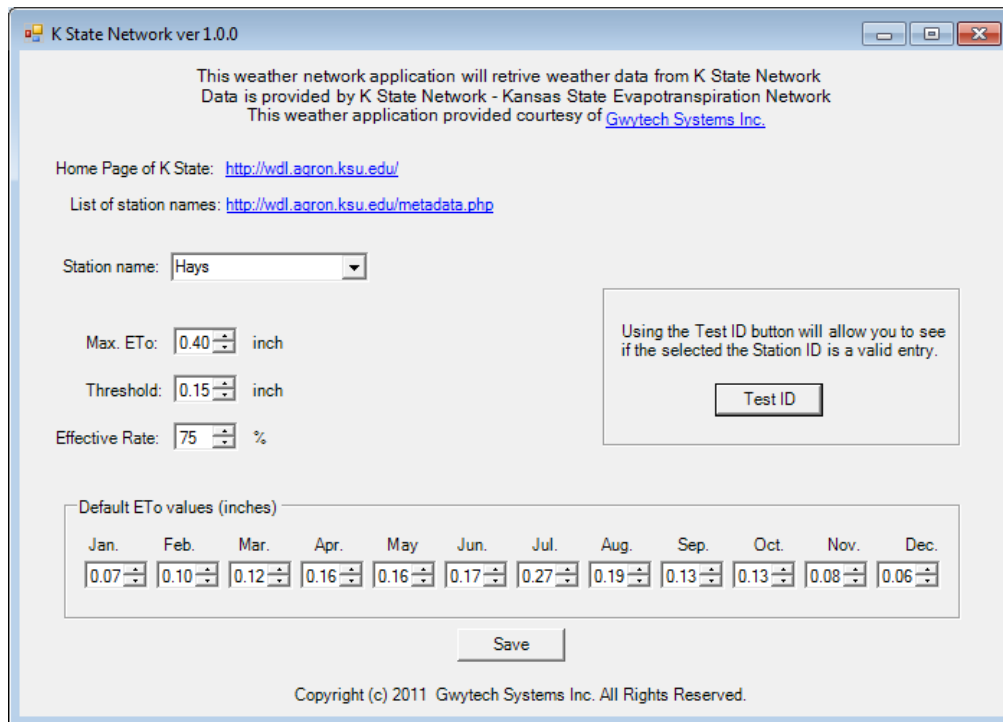 K State Network ver 1.0.0
This weather network application will retrive weather data from K State Network
Data is provided by K State Network - Kansas State Evapotranspiration Network
This weather application provided courtesy of Gwytech Systems Inc.
Home Page of K State: http://wdl.agron.ksu.edu/
List of station names: http://wdl.agron.ksu.edu/metadata.php
Station name: Hays
Using the Test ID button will allow you to see
if the selected the Station ID is a valid entry.
Test ID
Max. ETo: 0.40 inch
Threshold: 0.15 inch
Effective Rate: 75 %
Default ETo values (inches)
Jan. Feb. Mar. Apr. May Jun. Jul. Aug. Sep. Oct. Nov. Dec.
0.07 0.10 0.12 0.16 0.16 0.17 0.27 0.19 0.13 0.13 0.08 0.06
Save
Copyright (c) 2011 Gwytech Systems Inc. All Rights Reserved.